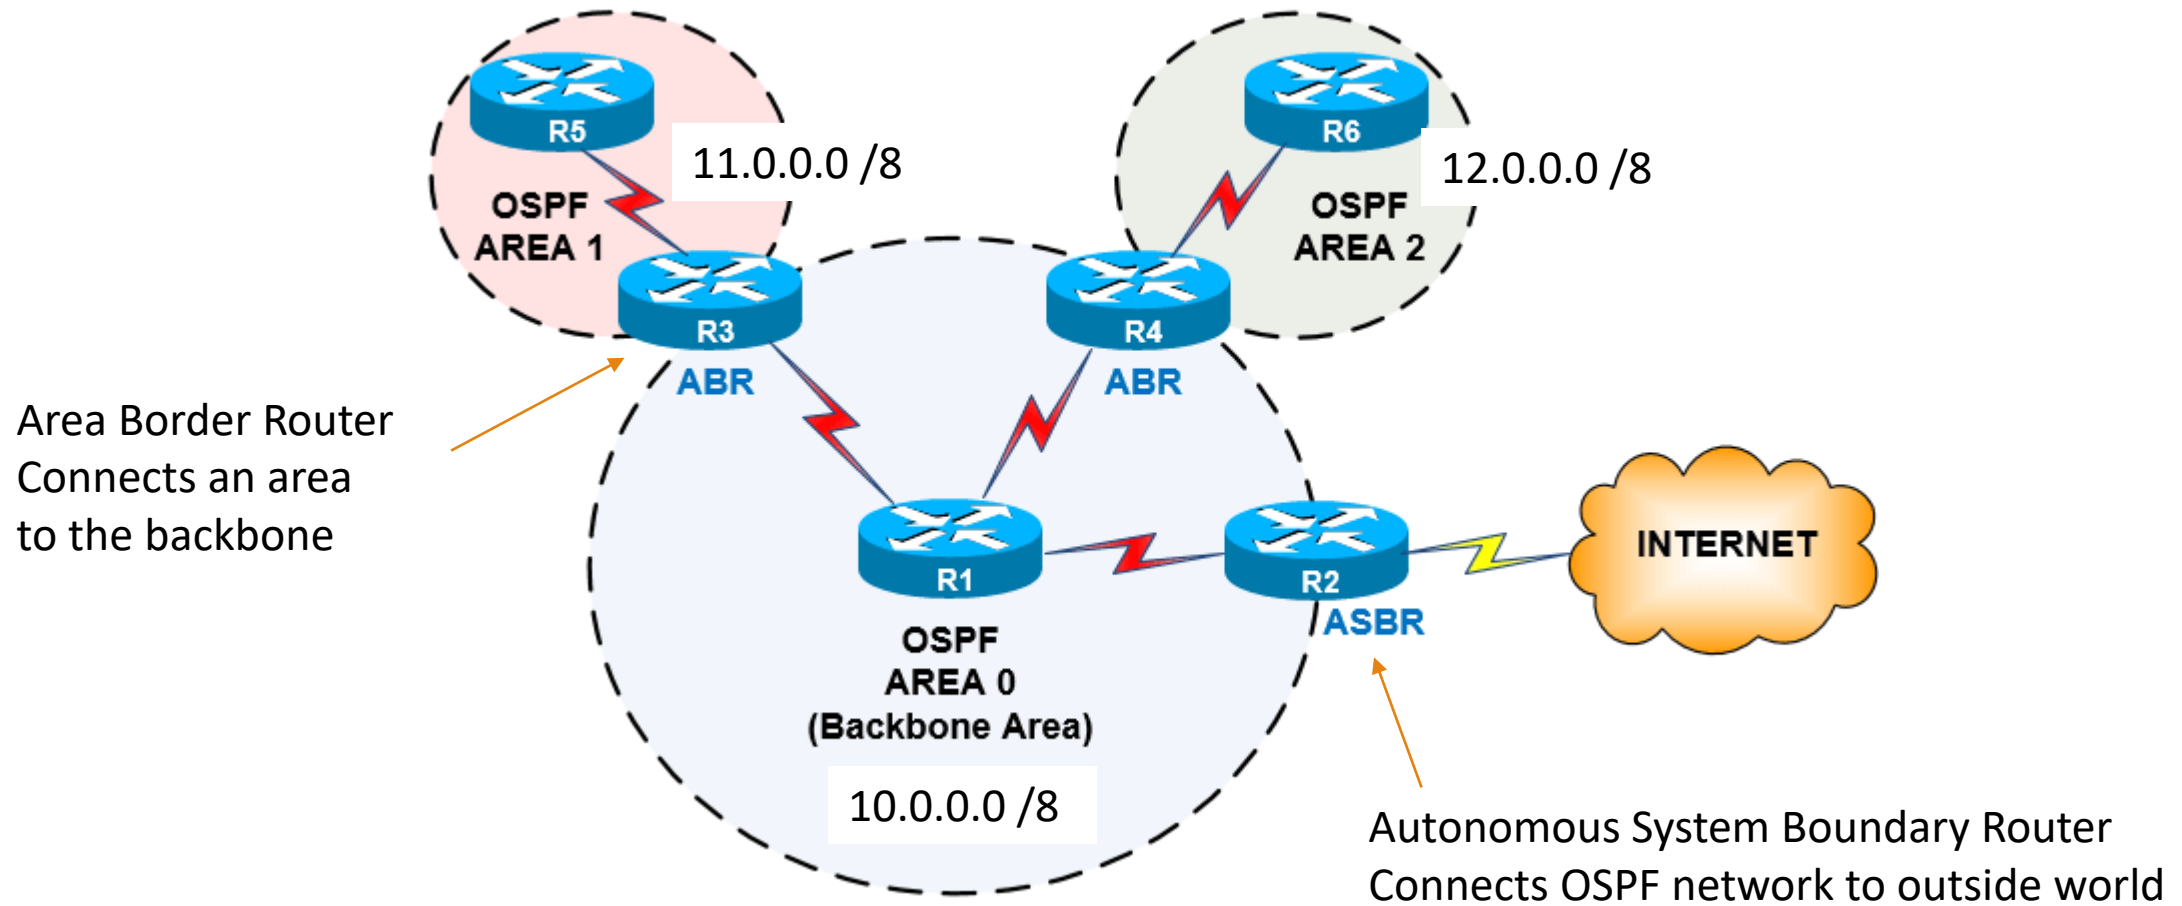 R5
11.0.0.0 /8
OSPF
AREA 1
R6
12.0.0.0 /8
OSPF
AREA 2
R3
ABR
R4
ABR
Area Border Router
Connects an area
to the backbone
R1
R2
ASBR
INTERNET
OSPF
AREA 0
(Backbone Area)
10.0.0.0 /8
Autonomous System Boundary Router
Connects OSPF network to outside world